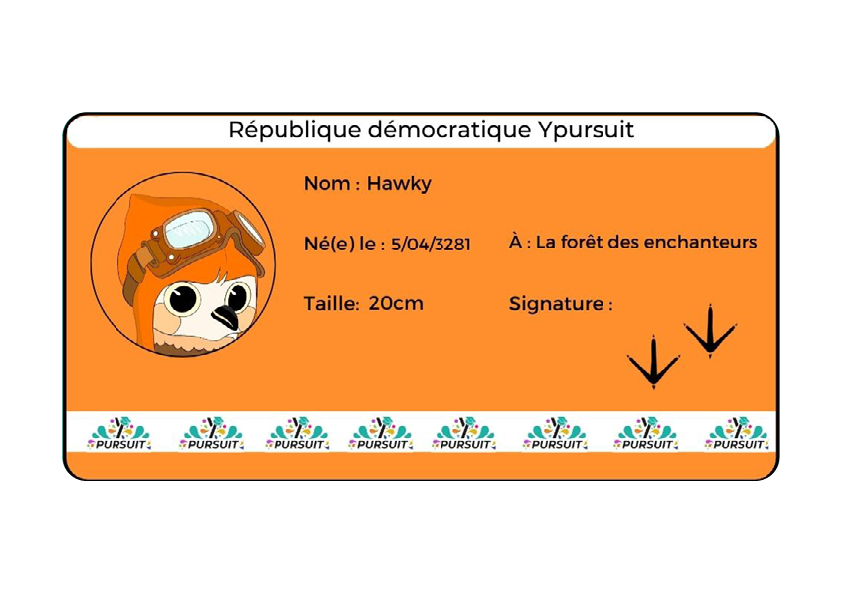 République démocratique Ypursuit
Nom : Hawky
Né(e) le : 5/04/3281
À : La forêt des enchanteurs
Taille: 20cm
Signature :
Y PURSUIT Y PURSUIT Y PURSUIT Y PURSUIT Y PURSUIT Y PURSUIT Y PURSUIT Y PURSUIT